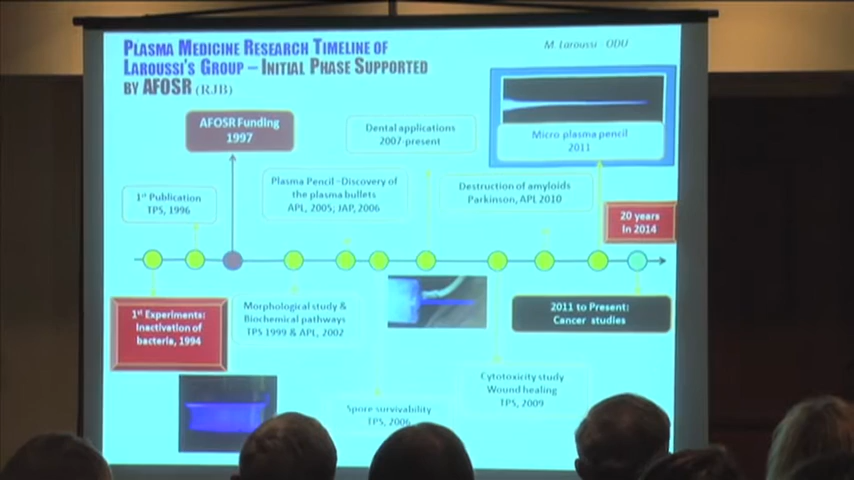 PLASMA MEDICINE RESEARCH TIMELINE OF
LAROUSSI'S GROUP – INITIAL PHASE SUPPORTED
BY AFOSR (RJB)
M. Laroussi ODU
AFOSR Funding
1997
Dental applications
2007-present
Micro plasma pencil
2011
1st Publication
TPS, 1996
Plasma Pencil –Discovery of
the plasma bullets
APL, 2005; JAP, 2006
Destruction of amyloids
Parkinson, APL 2010
20 years
In 2014
1st Experiments:
Inactivation of
bacteria, 1994
Morphological study &
Biochemical pathways
TPS 1999 & APL, 2002
2011 to Present:
Cancer studies
Spore survivability
TPS, 2006
Cytotoxicity study
Wound healing
TPS, 2009